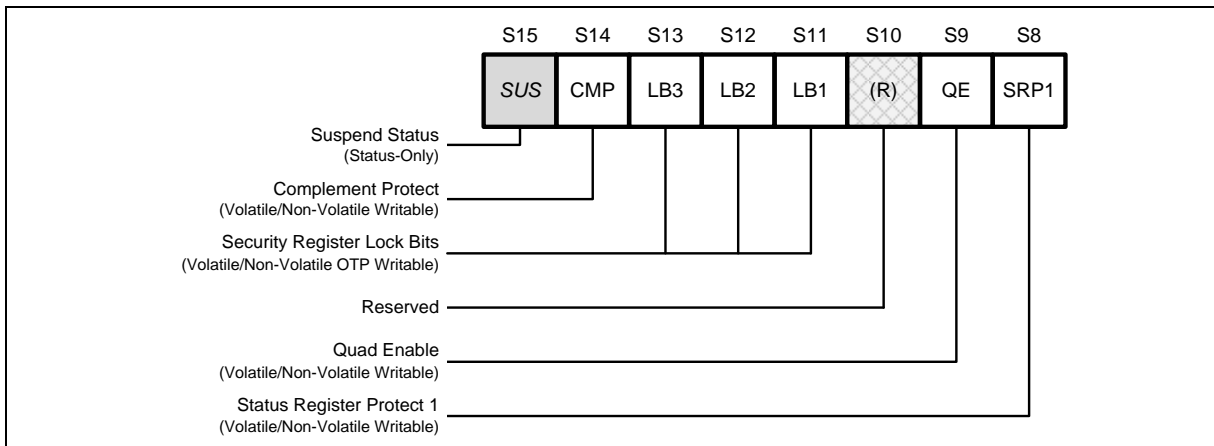 S15 S14 S13 S12 S11 S10 S9 S8
SUS CMP LB3 LB2 LB1 (R) QE SRP1
Suspend Status
(Status-Only)
Complement Protect
(Volatile/Non-Volatile Writable)
Security Register Lock Bits
(Volatile/Non-Volatile OTP Writable)
Reserved
Quad Enable
(Volatile/Non-Volatile Writable)
Status Register Protect 1
(Volatile/Non-Volatile Writable)